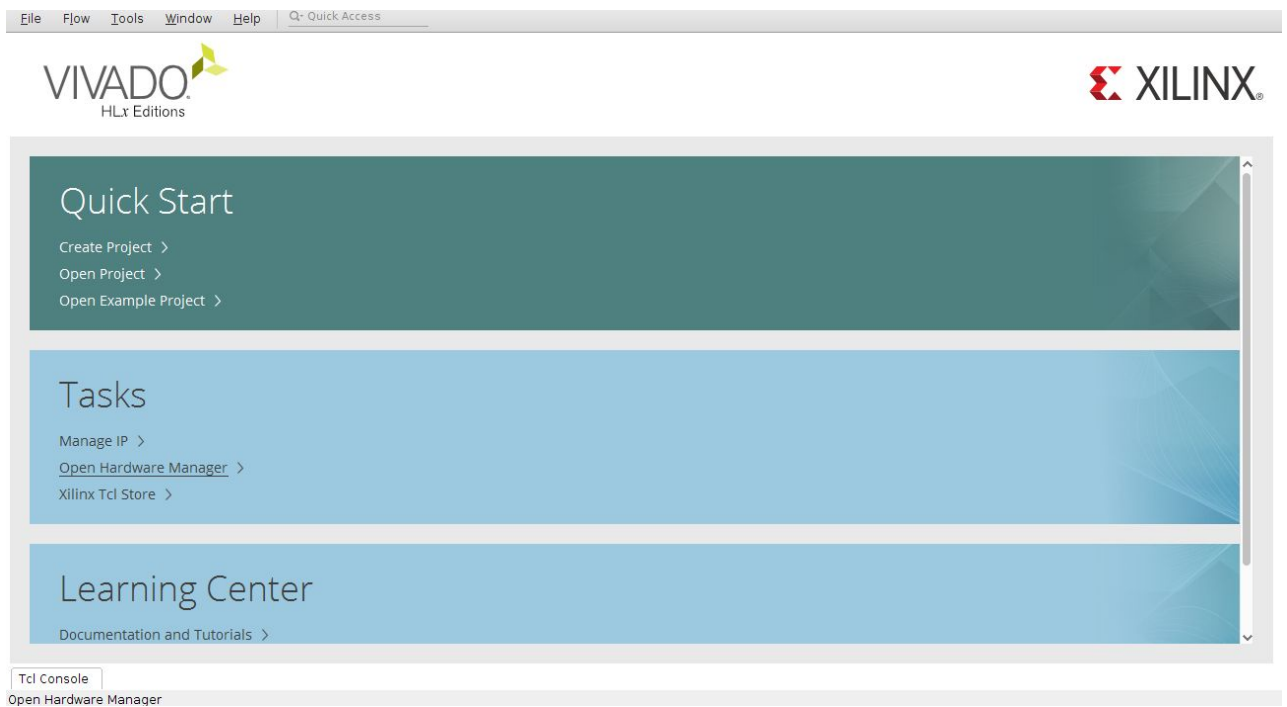 File Flow Tools Window Help Q- Quick Access
VIVADO.
HLx Editions
XILINX®
Quick Start
Create Project >
Open Project >
Open Example Project >
Tasks
Manage IP >
Open Hardware Manager >
Xilinx Tcl Store >
Learning Center
Documentation and Tutorials >
Tcl Console
Open Hardware Manager